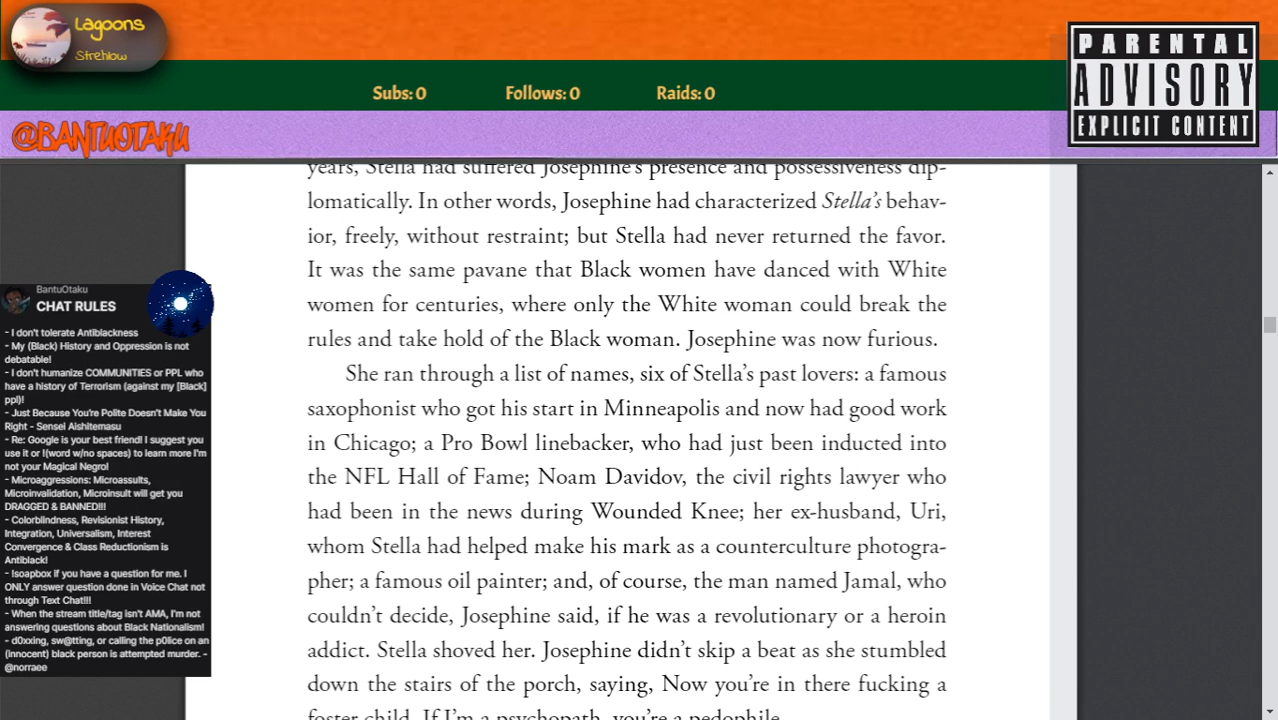 Lagoons
Strehlow
PARENTAL
ADVISORY
EXPLICIT CONTENT
Subs: 0 Follows: 0 Raids: 0
@BANTUOTAKU
years, Stella had suffered Josephine's presence and possessiveness dip-
lomatically. In other words, Josephine had characterized Stella's behav-
ior, freely, without restraint; but Stella had never returned the favor.
It was the same pavane that Black women have danced with White
women for centuries, where only the White woman could break the
rules and take hold of the Black woman. Josephine was now furious.
She ran through a list of names, six of Stella's past lovers: a famous
saxophonist who got his start in Minneapolis and now had good work
in Chicago; a Pro Bowl linebacker, who had just been inducted into
the NFL Hall of Fame; Noam Davidov, the civil rights lawyer who
had been in the news during Wounded Knee; her ex-husband, Uri,
whom Stella had helped make his mark as a counterculture photogra-
pher; a famous oil painter; and, of course, the man named Jamal, who
couldn't decide, Josephine said, if he was a revolutionary or a heroin
addict. Stella shoved her. Josephine didn't skip a beat as she stumbled
down the stairs of the porch, saying, Now you're in there fucking a
foster child. If I'm a psychopath, you're a pedophile.
BantuOtaku
CHAT RULES
- I don't tolerate Antiblackness
- My (Black) History and Oppression is not
debatable!
- I don't humanize COMMUNITIES or PPL who
have a history of Terrorism (against my [Black]
ppl)!
- Just Because You're Polite Doesn't Make You
Right - Sensei Aishitemasu
- Re: Google is your best friend! I suggest you
use it or !(word w/no spaces) to learn more I'm
not your Magical Negro!
- Microaggressions: Microassults,
Microinvalidation, Microinsult will get you
DRAGGED & BANNED!!!
- Colorblindness, Revisionist History,
Integration, Universalism, Interest
Convergence & Class Reductionism is
Antiblack!
- !soapbox if you have a question for me. I
ONLY answer question done in Voice Chat not
through Text Chat!!!
- When the stream title/tag isn't AMA, I'm not
answering questions about Black Nationalism!
- d0xxing, sw@tting, or calling the p0lice on an
(innocent) black person is attempted murder. -
@norraee